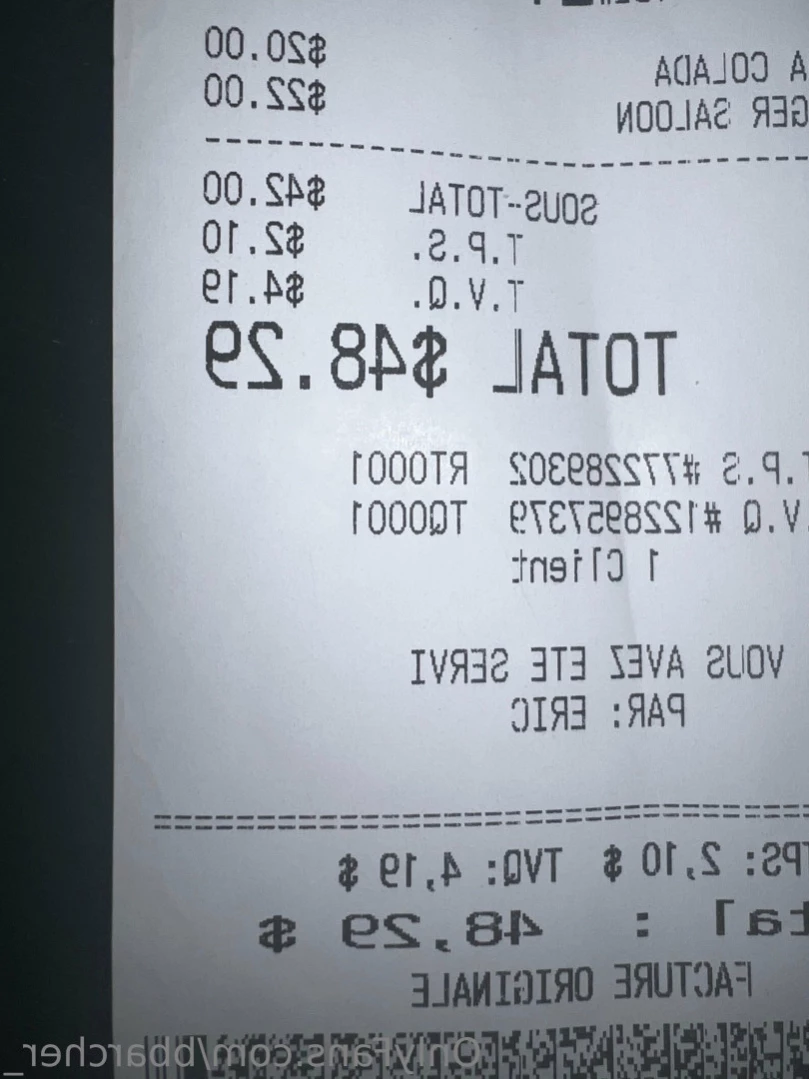 $20.00
A COLADA $22.00
GER SALOON
SOUS-TOTAL $42.00
T.P.S. $2.10
T.V.Q. $4.19
TOTAL $48.29
T.P.S #772289302 RT0001
.V.Q #1228957379 TQ0001
1 Client
VOUS AVEZ ETE SERVI
PAR: ERIC
TPS: 2,10 $ TVQ: 4,19 $
tal : 48,29 $
FACTURE ORIGINALE
OnlyFans.com/bbarcher_